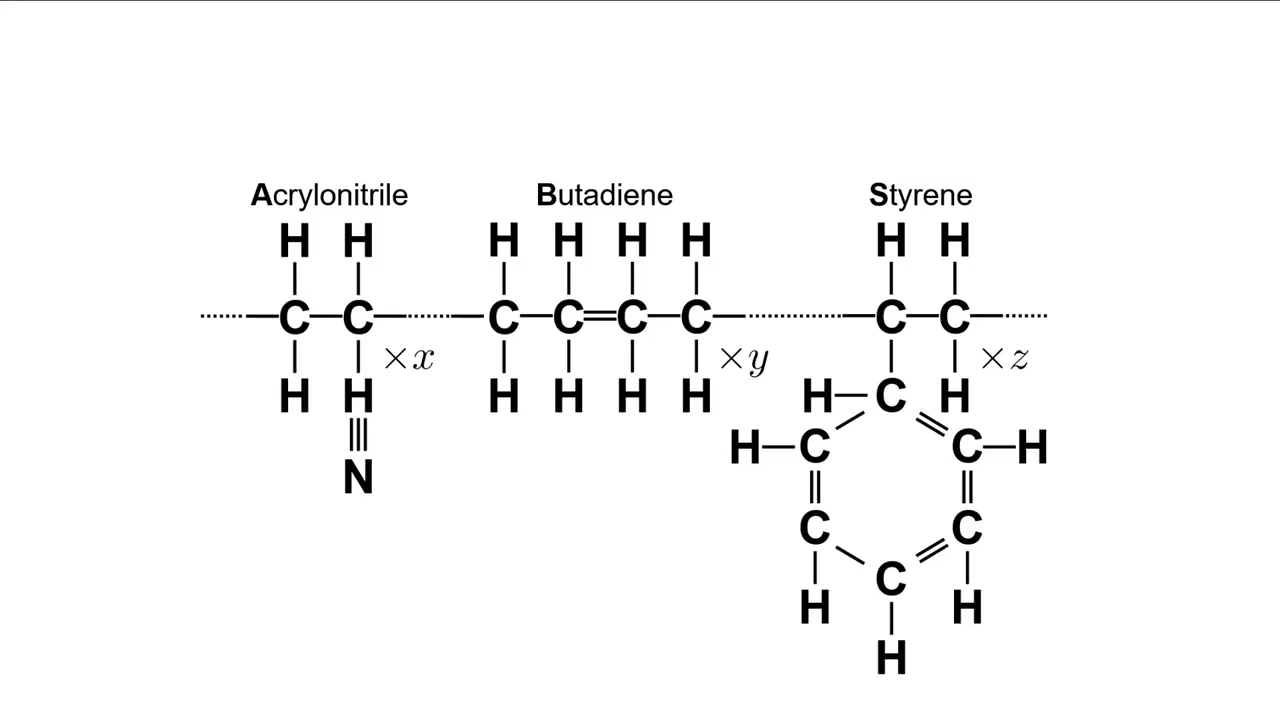 Acrylonitrile Butadiene Styrene
H H H H H H H H
C C C C C C C C
×x ×y ×z
H H H H H H H C H
H C C H
N
C C
C
H H
H